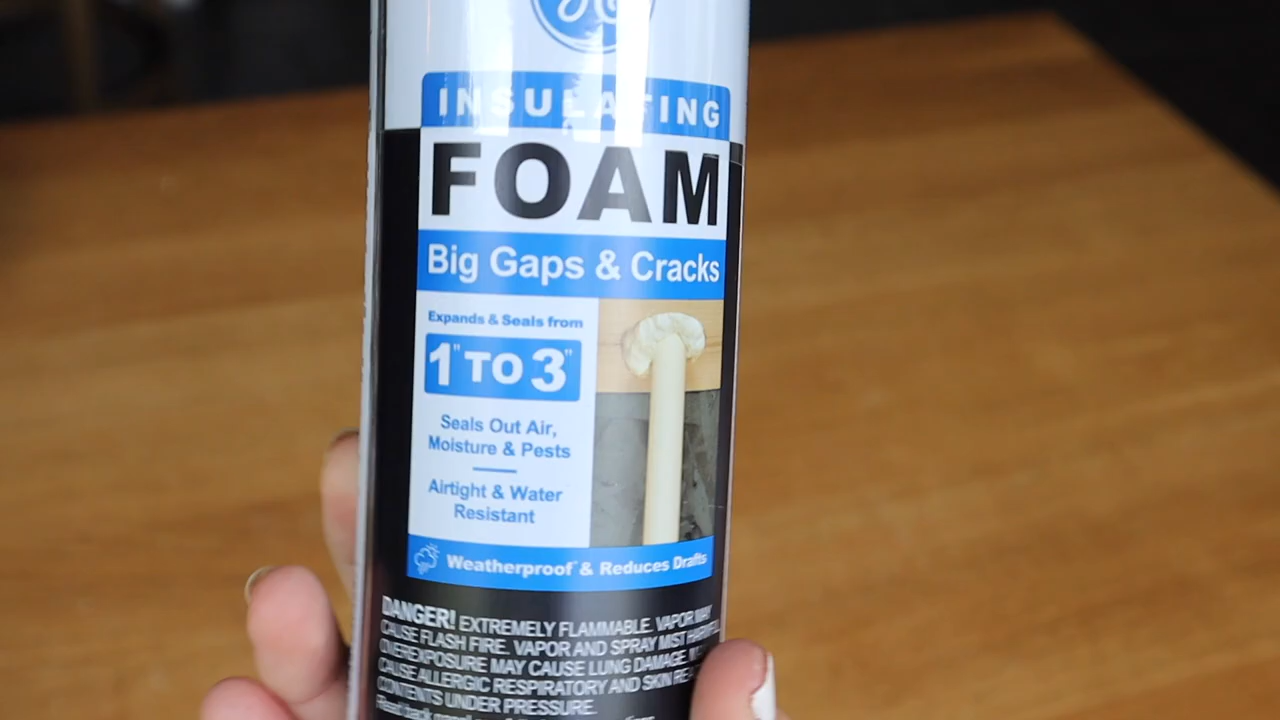 INSULATING
FOAM
Big Gaps & Cracks
Expands & Seals from
1" TO 3"
Seals Out Air,
Moisture & Pests
Airtight & Water
Resistant
Weatherproof & Reduces Drafts
DANGER! EXTREMELY FLAMMABLE. VAPOR MAY
CAUSE FLASH FIRE. VAPOR AND SPRAY MIST
OVEREXPOSURE MAY CAUSE LUNG DAMAGE.
CAUSE ALLERGIC RESPIRATORY AND SKIN
CONTENTS UNDER PRESSURE.
Read back